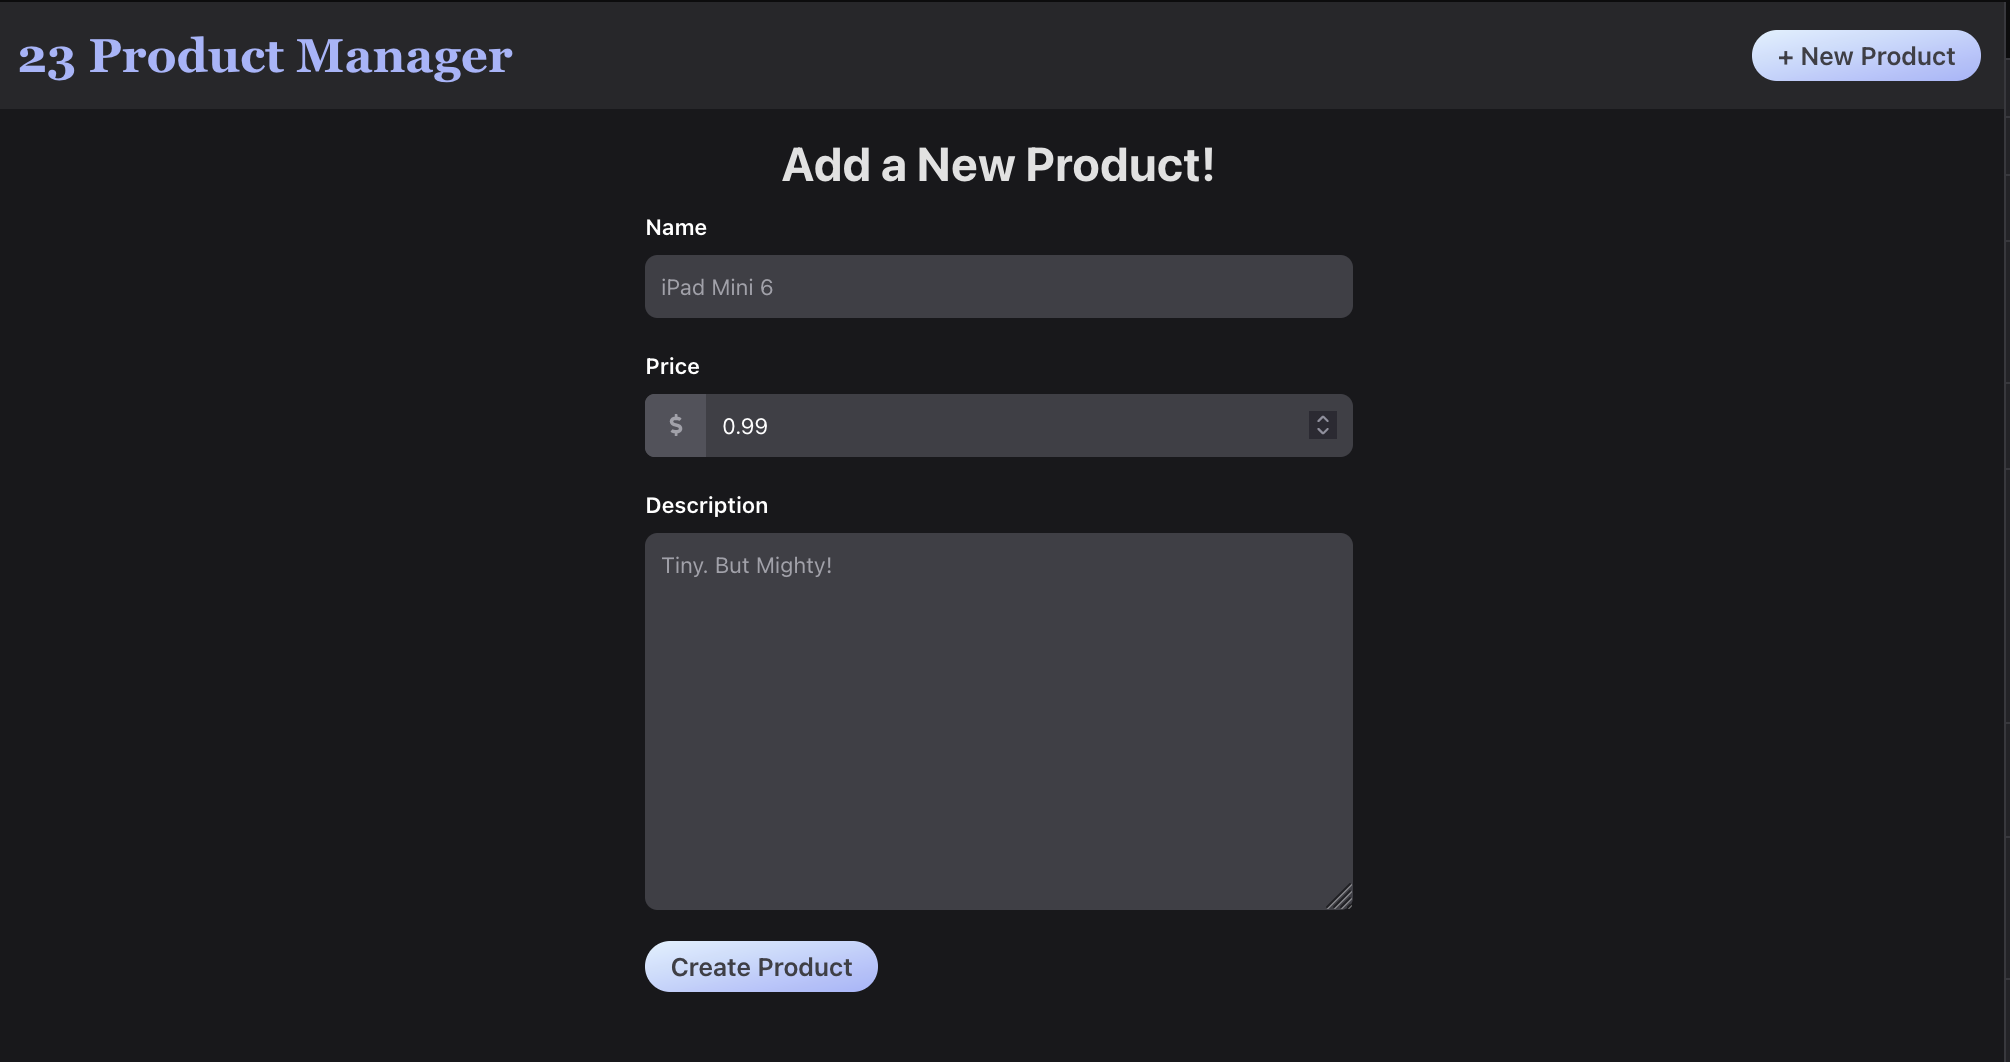 23 Product Manager
+ New Product
Add a New Product!
Name
iPad Mini 6
Price
$ 0.99
Description
Tiny. But Mighty!
Create Product